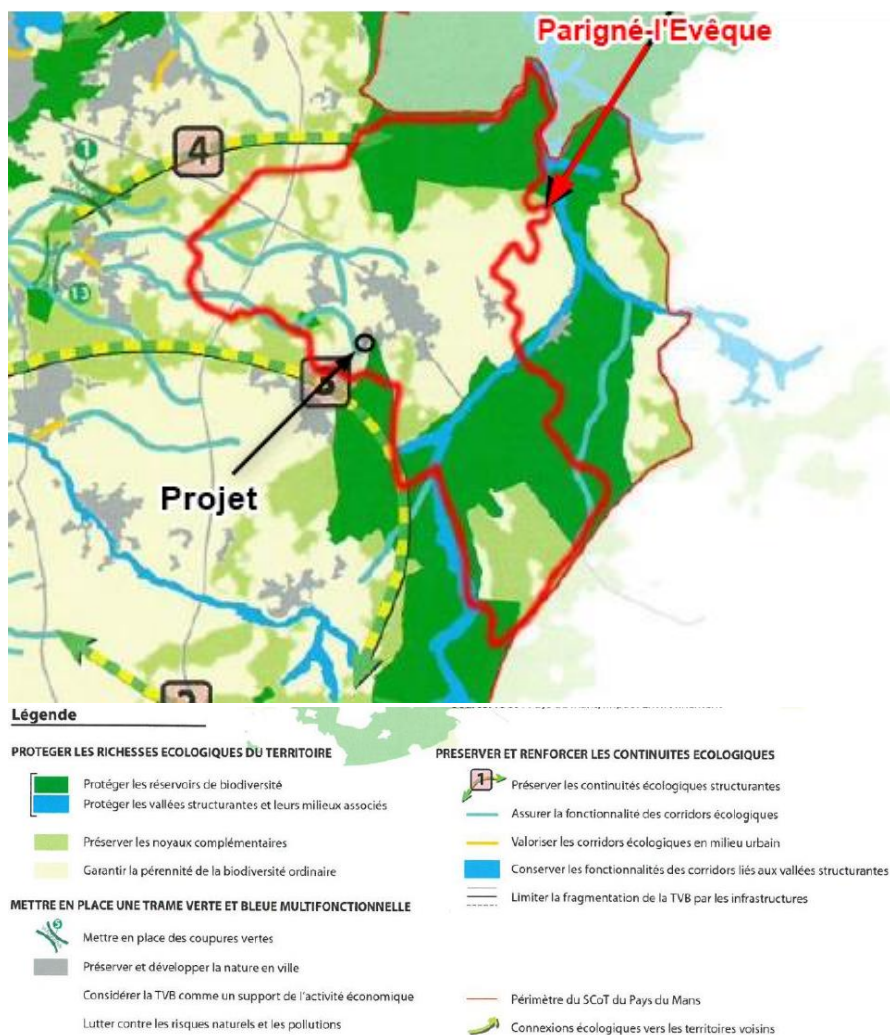 Parigné-l'Evêque
4
1
13
Projet
Légende
PROTEGER LES RICHESSES ECOLOGIQUES DU TERRITOIRE
Protéger les réservoirs de biodiversité
Protéger les vallées structurantes et leurs milieux associés
Préserver les noyaux complémentaires
Garantir la pérennité de la biodiversité ordinaire
METTRE EN PLACE UNE TRAME VERTE ET BLEUE MULTIFONCTIONNELLE
5
Mettre en place des coupures vertes
Préserver et développer la nature en ville
Considérer la TVB comme un support de l'activité économique
Lutter contre les risques naturels et les pollutions
PRESERVER ET RENFORCER LES CONTINUITES ECOLOGIQUES
1
Préserver les continuités écologiques structurantes
Assurer la fonctionnalité des corridors écologiques
Valoriser les corridors écologiques en milieu urbain
Conserver les fonctionnalités des corridors liés aux vallées structurantes
Limiter la fragmentation de la TVB par les infrastructures
Périmètre du SCoT du Pays du Mans
Connexions écologiques vers les territoires voisins